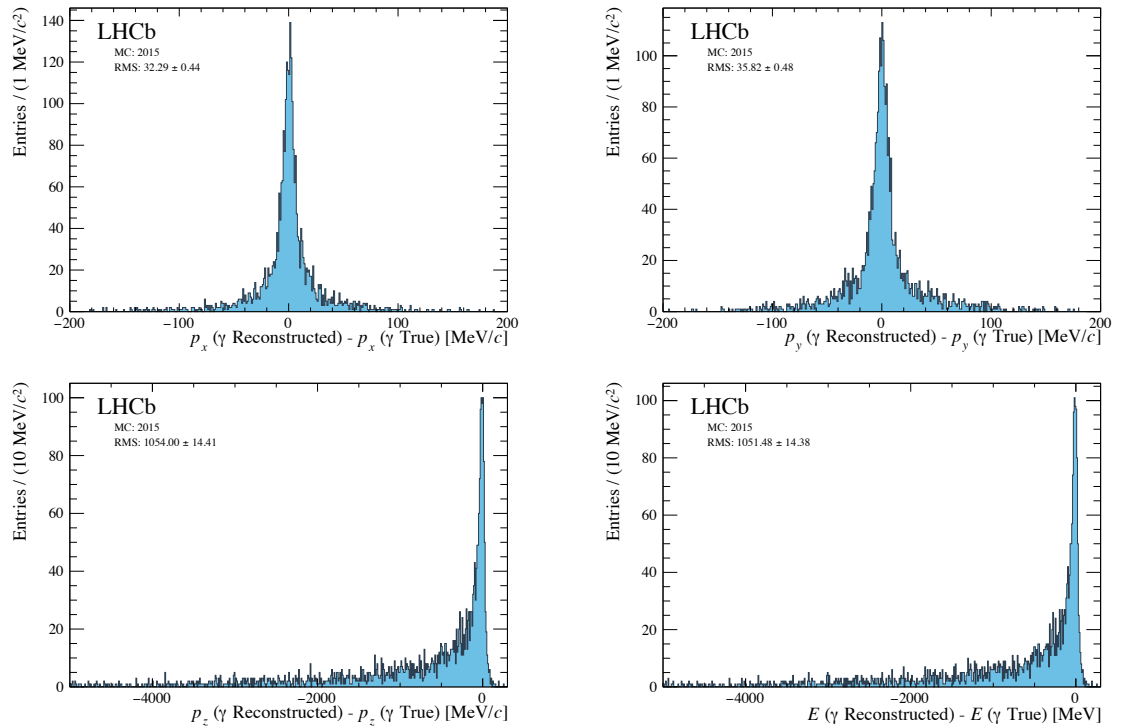 Entries / (1 MeV/c²)
140
120
100
80
60
40
20
0
LHCb
MC: 2015
RMS: 32.29 ± 0.44
−200
−100
0
100
200
p_x (γ Reconstructed) - p_x (γ True) [MeV/c]
Entries / (1 MeV/c²)
100
80
60
40
20
0
LHCb
MC: 2015
RMS: 35.82 ± 0.48
−200
−100
0
100
200
p_y (γ Reconstructed) - p_y (γ True) [MeV/c]
Entries / (10 MeV/c²)
100
80
60
40
20
0
LHCb
MC: 2015
RMS: 1054.00 ± 14.41
−4000
−2000
0
p_z (γ Reconstructed) - p_z (γ True) [MeV/c]
Entries / (10 MeV/c²)
100
80
60
40
20
0
LHCb
MC: 2015
RMS: 1051.48 ± 14.38
−4000
−2000
0
E (γ Reconstructed) - E (γ True) [MeV]